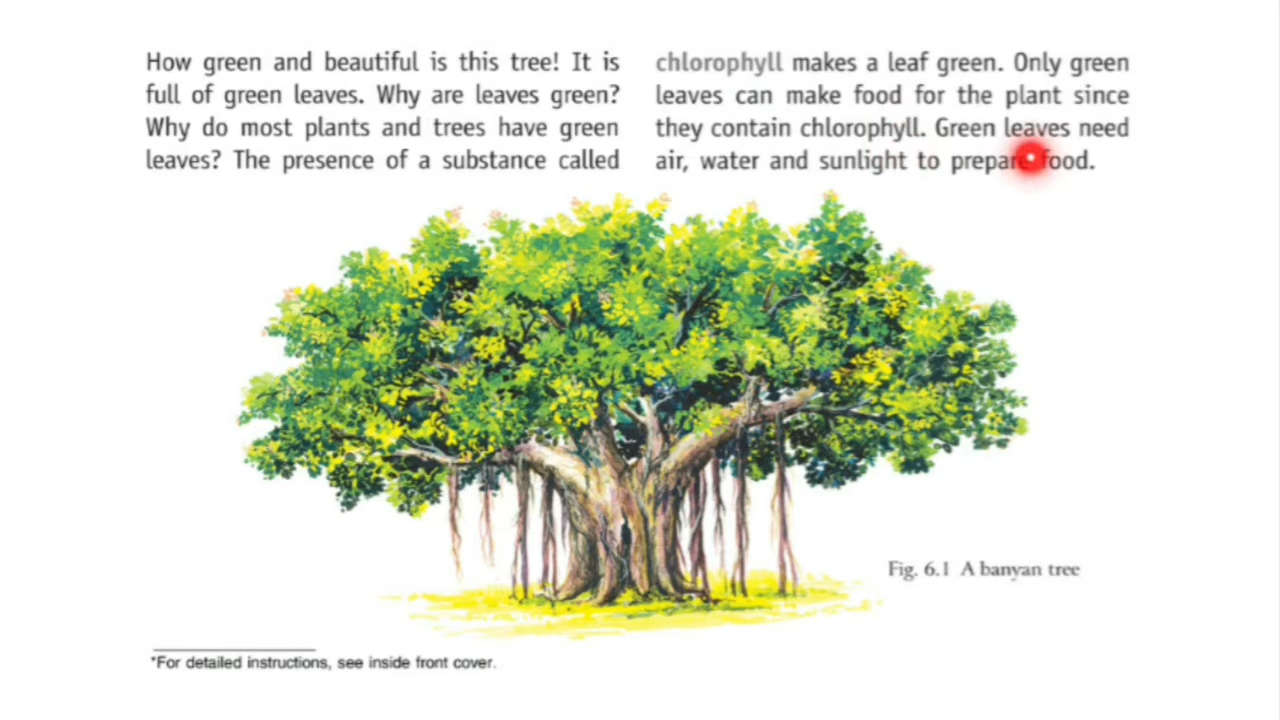 How green and beautiful is this tree! It is
full of green leaves. Why are leaves green?
Why do most plants and trees have green
leaves? The presence of a substance called
chlorophyll makes a leaf green. Only green
leaves can make food for the plant since
they contain chlorophyll. Green leaves need
air, water and sunlight to prepare food.
Fig. 6.1 A banyan tree
*For detailed instructions, see inside front cover.